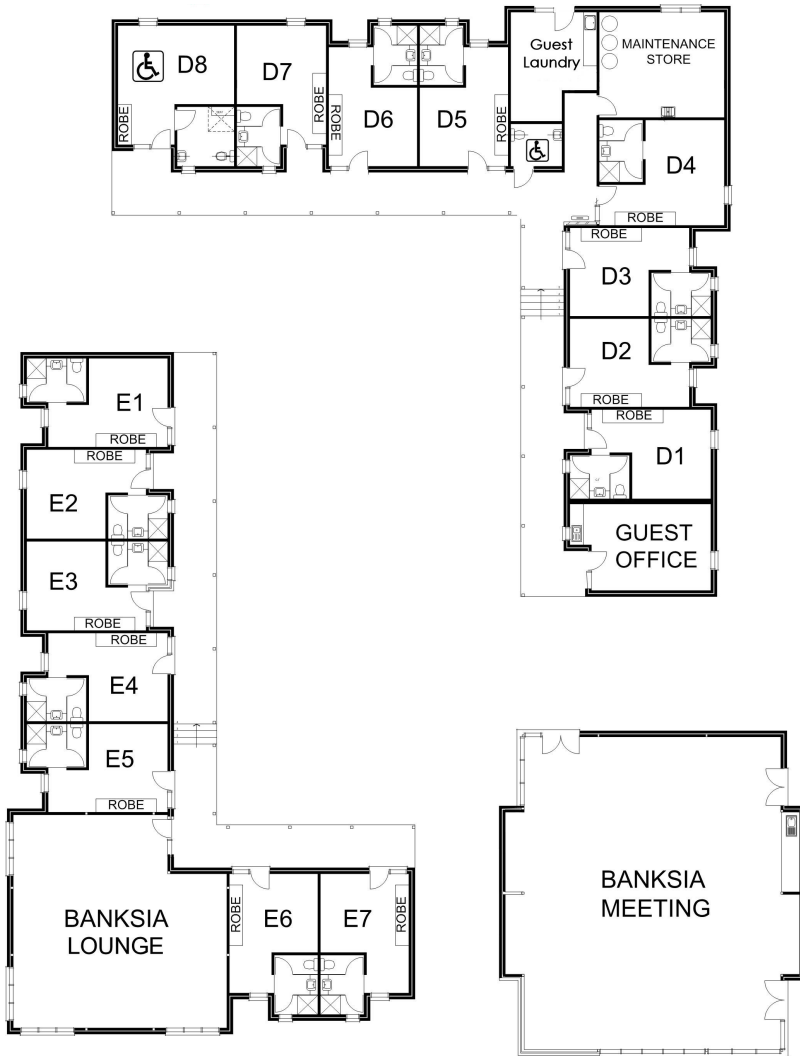 D8
D7
D6
D5
Guest
Laundry
MAINTENANCE
STORE
ROBE
ROBE
ROBE
ROBE
D4
ROBE
ROBE
D3
D2
ROBE
ROBE
D1
GUEST
OFFICE
E1
ROBE
ROBE
E2
E3
ROBE
ROBE
E4
E5
ROBE
BANKSIA
LOUNGE
ROBE
E6
E7
ROBE
BANKSIA
MEETING